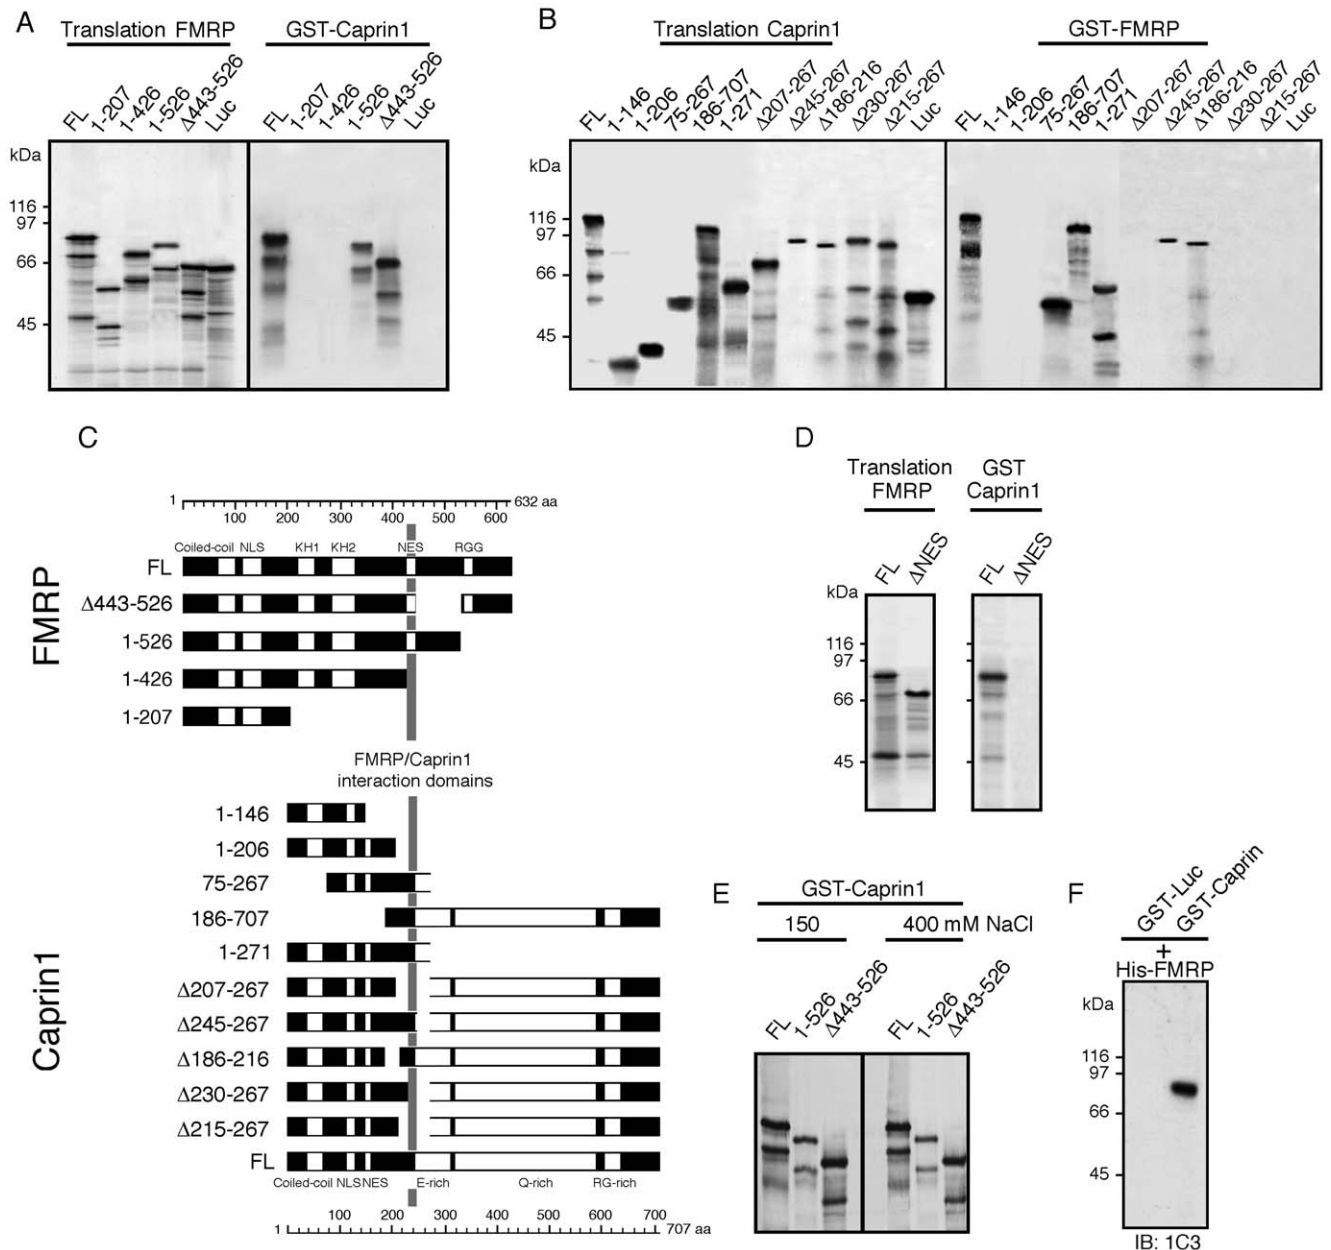 A
Translation FMRP
GST-Caprin1
FL 1-207 1-426 1-526 Δ443-526 Luc
FL 1-207 1-426 1-526 Δ443-526 Luc
kDa
116
97
66
45
B
Translation Caprin1
GST-FMRP
FL 1-146 1-206 75-267 186-707 1-271 Δ207-267 Δ245-267 Δ186-216 Δ230-267 Δ215-267 Luc
FL 1-146 1-206 75-267 186-707 1-271 Δ207-267 Δ245-267 Δ186-216 Δ230-267 Δ215-267 Luc
kDa
116
97
66
45
C
1 632 aa
100 200 300 400 500 600
Coiled-coil NLS KH1 KH2 NES RGG
FMRP
FL
Δ443-526
1-526
1-426
1-207
FMRP/Caprin1
interaction domains
Caprin1
1-146
1-206
75-267
186-707
1-271
Δ207-267
Δ245-267
Δ186-216
Δ230-267
Δ215-267
FL
Coiled-coil NLS NES E-rich Q-rich RG-rich
1 100 200 300 400 500 600 700
707 aa
D
Translation
FMRP
GST
Caprin1
FL ΔNES
FL ΔNES
kDa
116
97
66
45
E
GST-Caprin1
150 400 mM NaCl
FL 1-526 Δ443-526
FL 1-526 Δ443-526
F
GST-Luc GST-Caprin
+
His-FMRP
kDa
116
97
66
45
IB: 1C3